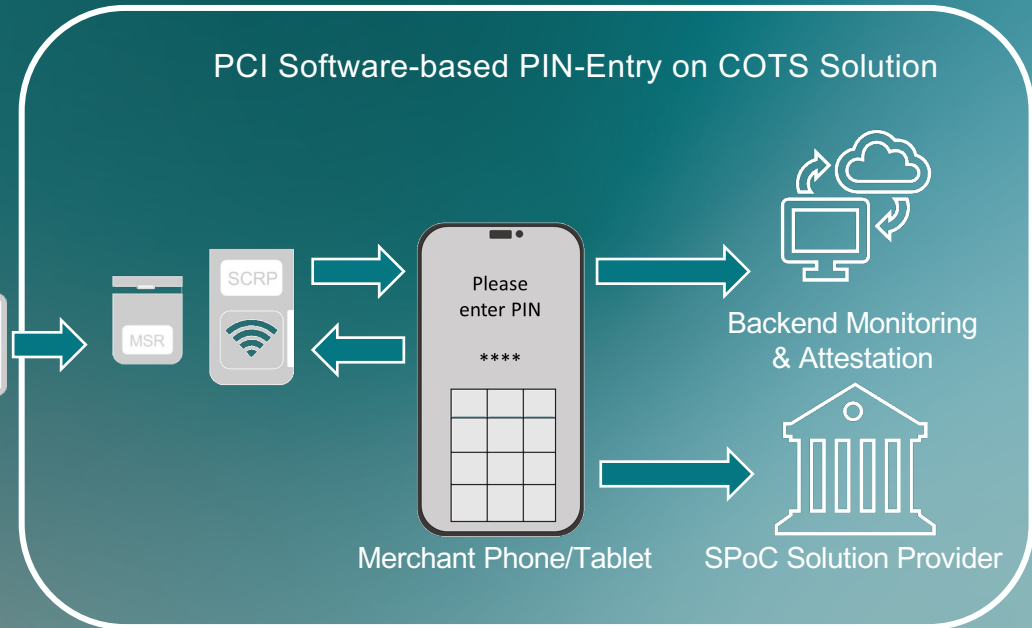 PCI Software-based PIN-Entry on COTS Solution
SCRP
MSR
Please
enter PIN
****
Backend Monitoring
& Attestation
Merchant Phone/Tablet
SPoC Solution Provider